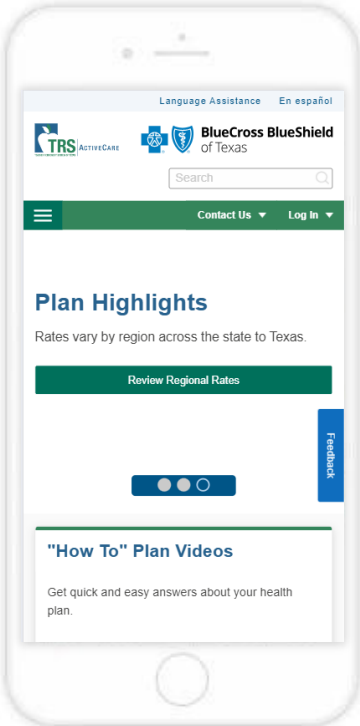 Language Assistance En español
TRS ACTIVECARE
BlueCross BlueShield
of Texas
Search
Contact Us Log In
Plan Highlights
Rates vary by region across the state to Texas.
Review Regional Rates
Feedback
"How To" Plan Videos
Get quick and easy answers about your health
plan.